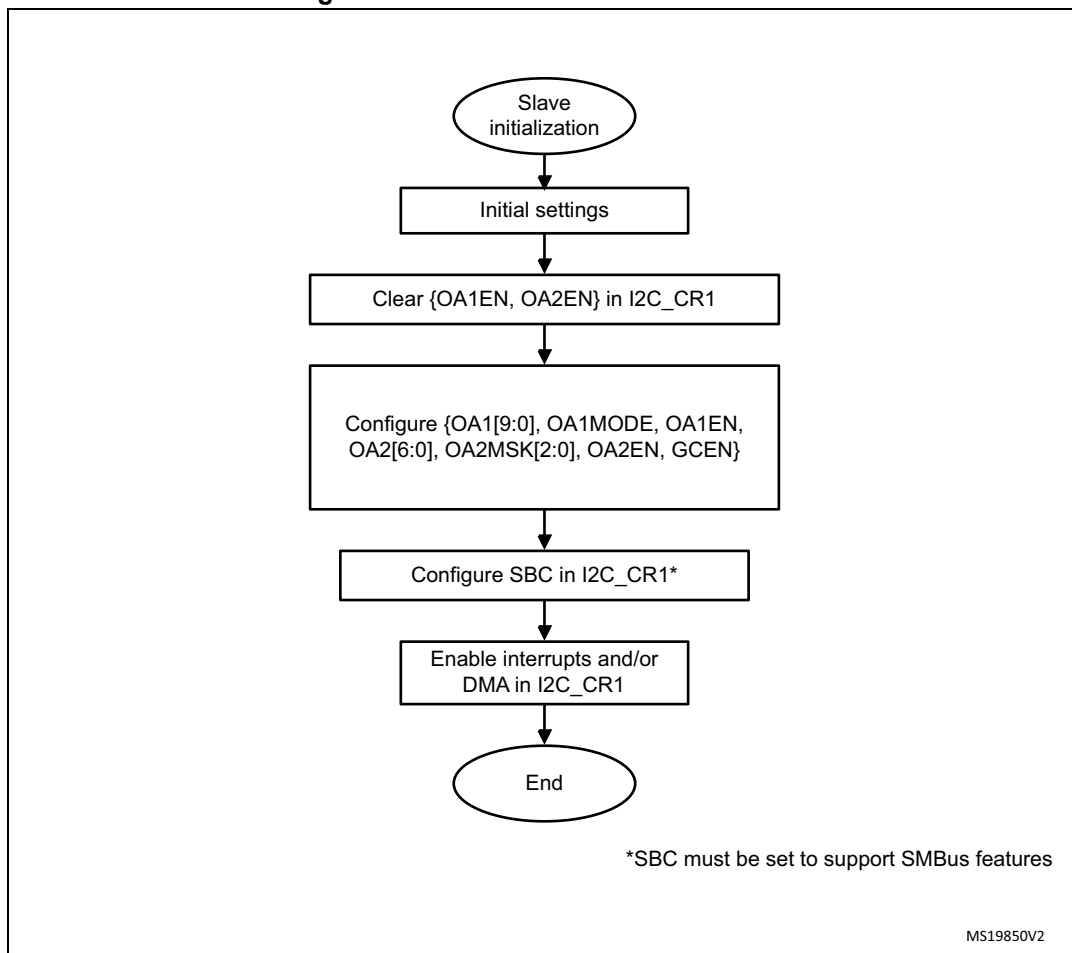 Slave
initialization
Initial settings
Clear {OA1EN, OA2EN} in I2C_CR1
Configure {OA1[9:0], OA1MODE, OA1EN,
OA2[6:0], OA2MSK[2:0], OA2EN, GCEN}
Configure SBC in I2C_CR1*
Enable interrupts and/or
DMA in I2C_CR1
End
*SBC must be set to support SMBus features
MS19850V2